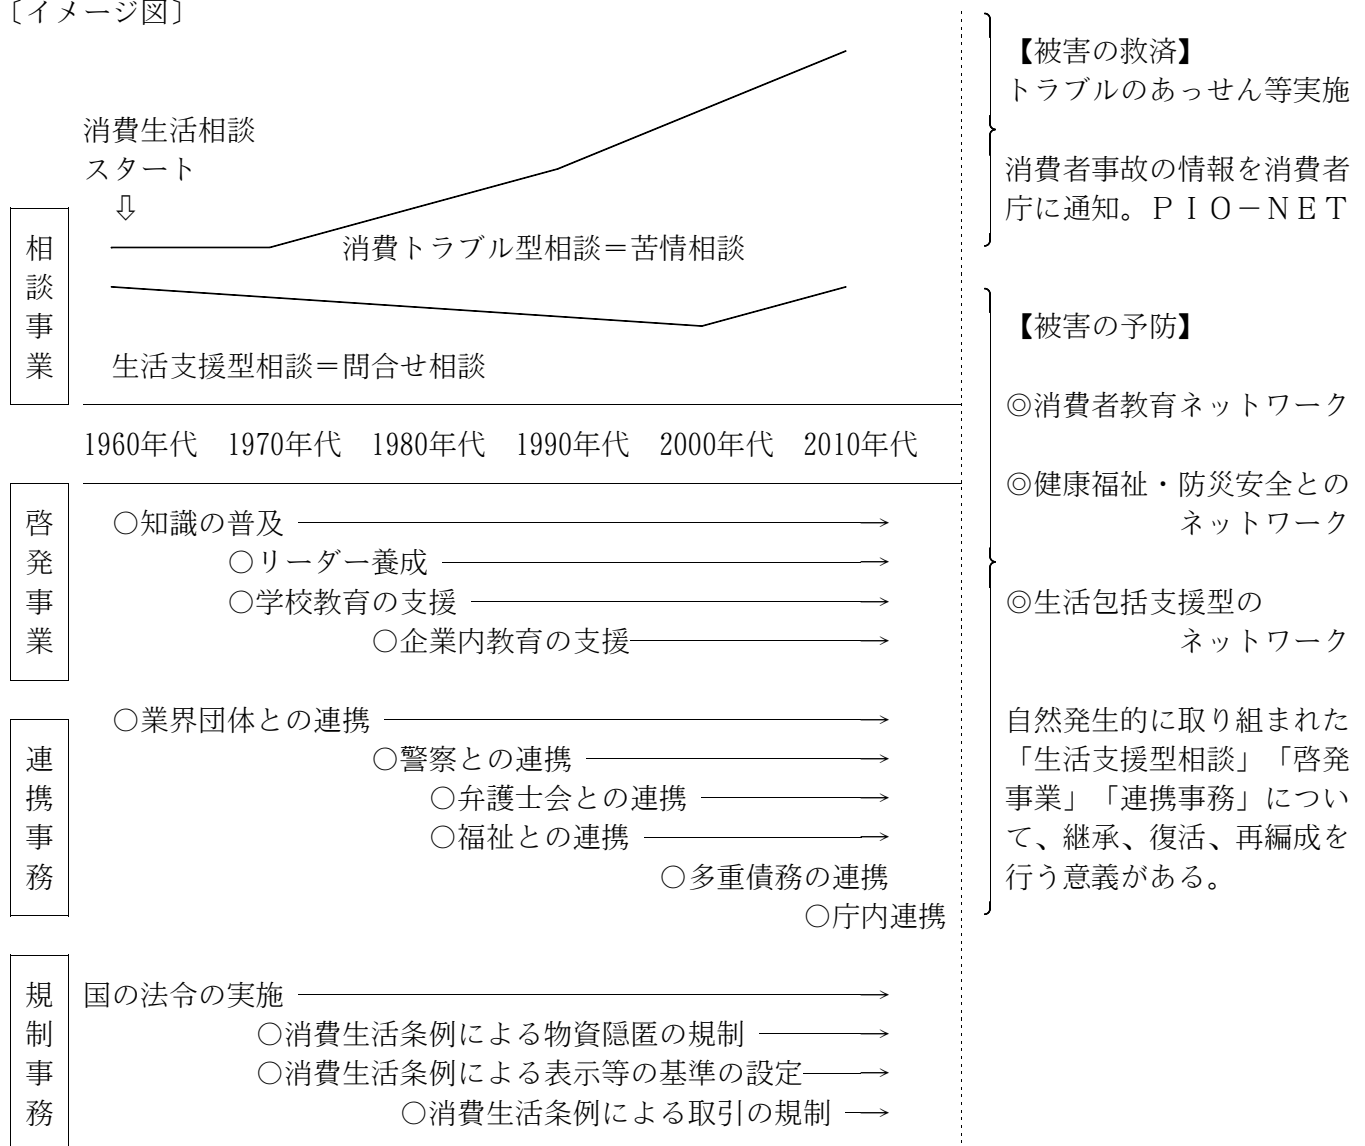 〔イメージ図〕
消費生活相談
スタート
⇩
相談事業
消費トラブル型相談＝苦情相談
生活支援型相談＝問合せ相談
1960年代 1970年代 1980年代 1990年代 2000年代 2010年代
啓発事業
○知識の普及
○リーダー養成
○学校教育の支援
○企業内教育の支援
連携事務
○業界団体との連携
○警察との連携
○弁護士会との連携
○福祉との連携
○多重債務の連携
○庁内連携
規制事務
国の法令の実施
○消費生活条例による物資隠匿の規制
○消費生活条例による表示等の基準の設定
○消費生活条例による取引の規制
【被害の救済】
トラブルのあっせん等実施
消費者事故の情報を消費者
庁に通知。ＰＩＯ－ＮＥＴ
【被害の予防】
◎消費者教育ネットワーク
◎健康福祉・防災安全との
ネットワーク
◎生活包括支援型の
ネットワーク
自然発生的に取り組まれた
「生活支援型相談」「啓発
事業」「連携事務」につい
て、継承、復活、再編成を
行う意義がある。